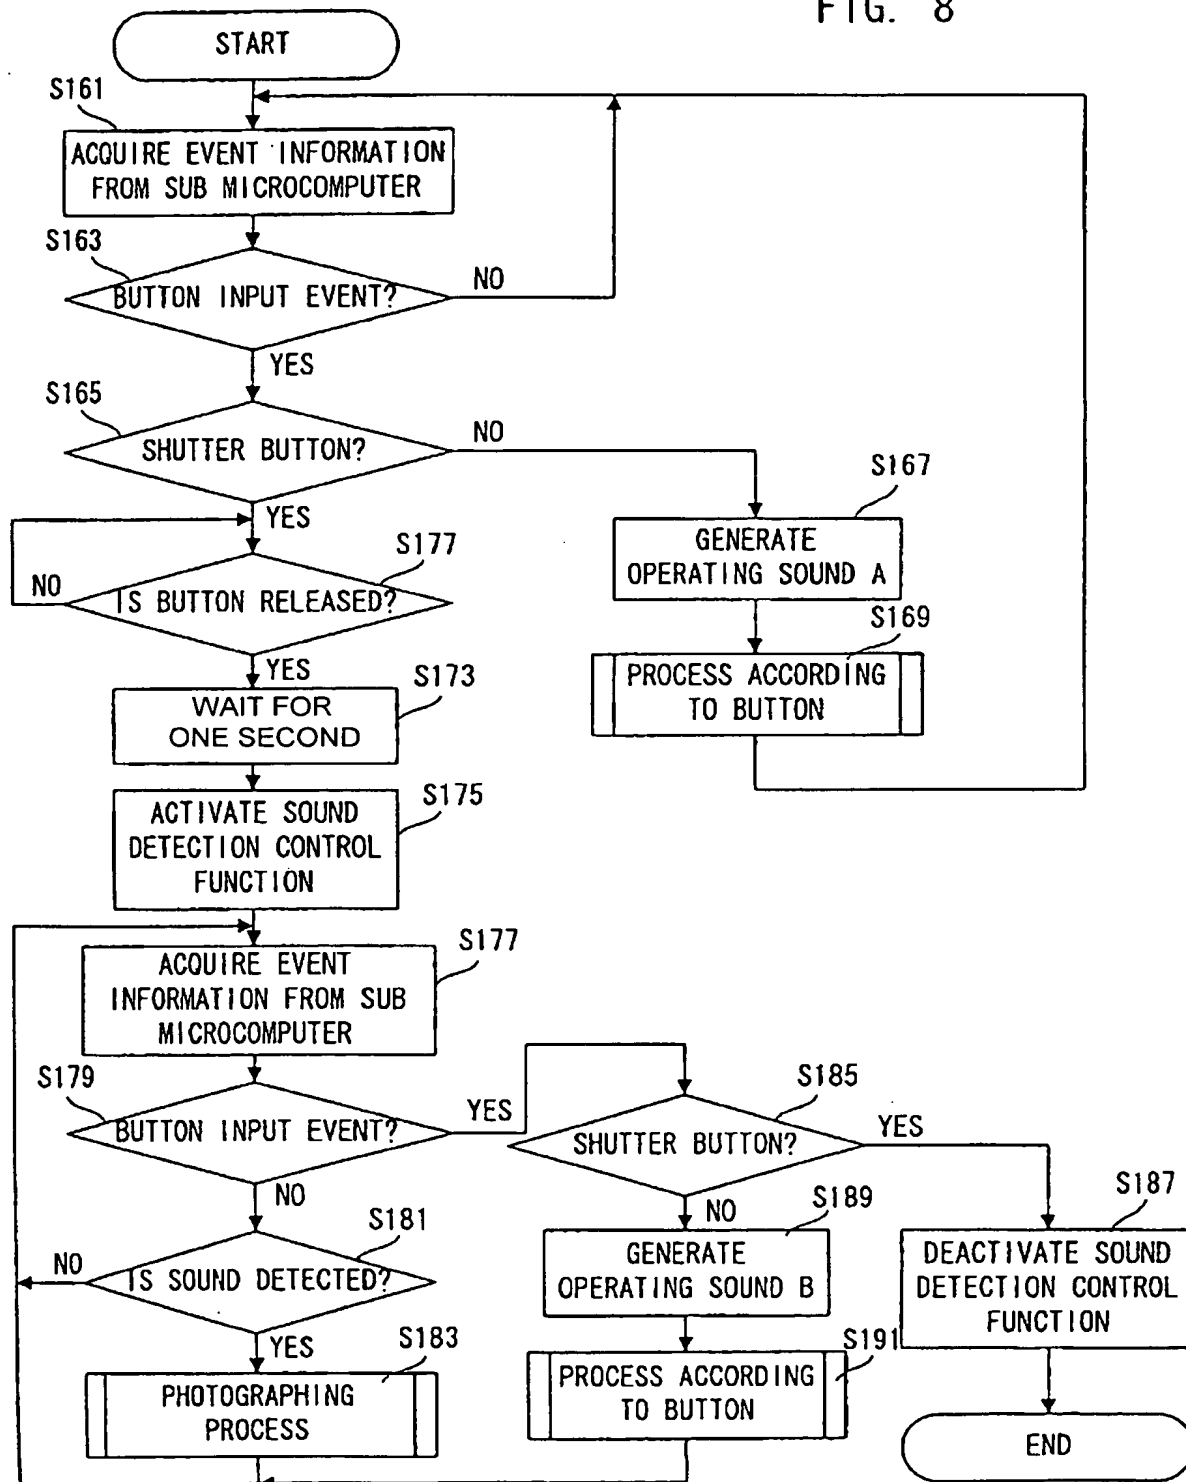 FIG. 8
START
S161
ACQUIRE EVENT INFORMATION
FROM SUB MICROCOMPUTER
S163
BUTTON INPUT EVENT?
NO
YES
S165
SHUTTER BUTTON?
NO
YES
S167
GENERATE
OPERATING SOUND A
S177
IS BUTTON RELEASED?
NO
YES
S169
PROCESS ACCORDING
TO BUTTON
S173
WAIT FOR
ONE SECOND
S175
ACTIVATE SOUND
DETECTION CONTROL
FUNCTION
S177
ACQUIRE EVENT
INFORMATION FROM SUB
MICROCOMPUTER
S179
BUTTON INPUT EVENT?
YES
NO
S185
SHUTTER BUTTON?
YES
NO
S181
IS SOUND DETECTED?
NO
YES
S189
GENERATE
OPERATING SOUND B
S187
DEACTIVATE SOUND
DETECTION CONTROL
FUNCTION
S183
PHOTOGRAPHING
PROCESS
S191
PROCESS ACCORDING
TO BUTTON
END